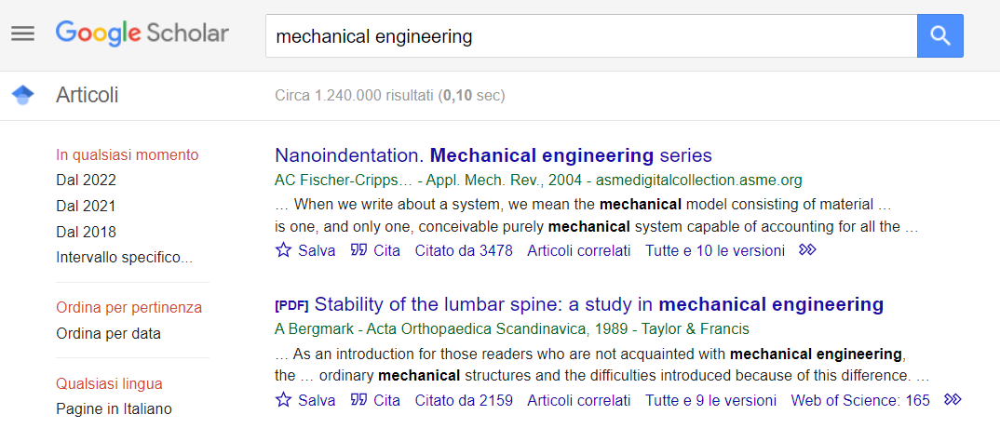 Google Scholar
mechanical engineering
Articoli
Circa 1.240.000 risultati (0,10 sec)
In qualsiasi momento
Dal 2022
Dal 2021
Dal 2018
Intervallo specifico...
Ordina per pertinenza
Ordina per data
Qualsiasi lingua
Pagine in Italiano
Nanoindentation. Mechanical engineering series
AC Fischer-Cripps… - Appl. Mech. Rev., 2004 - asmedigitalcollection.asme.org
… When we write about a system, we mean the mechanical model consisting of material …
is one, and only one, conceivable purely mechanical system capable of accounting for all the …
Salva Cita Citato da 3478 Articoli correlati Tutte e 10 le versioni
[PDF] Stability of the lumbar spine: a study in mechanical engineering
A Bergmark - Acta Orthopaedica Scandinavica, 1989 - Taylor & Francis
… As an introduction for those readers who are not acquainted with mechanical engineering,
the … ordinary mechanical structures and the difficulties introduced because of this difference. …
Salva Cita Citato da 2159 Articoli correlati Tutte e 9 le versioni Web of Science: 165